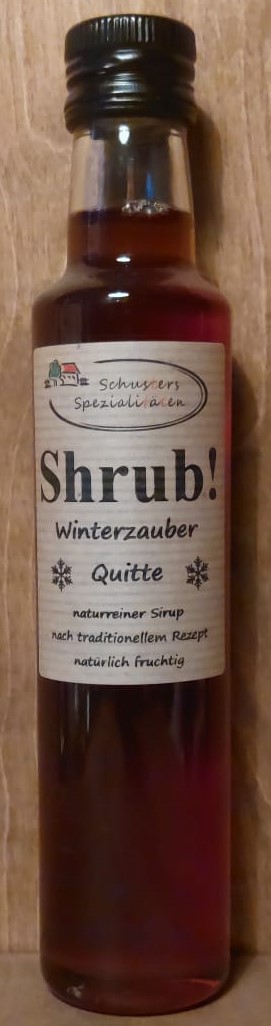 Schusters
Spezialitäten
Shrub!
Winterzauber
Quitte
naturreiner Sirup
nach traditionellem Rezept
natürlich fruchtig